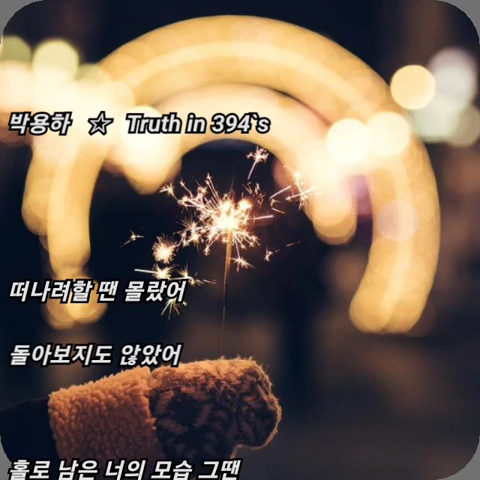 박용하 ☆ Truth in 394`s
떠나려할 땐 몰랐어
돌아보지도 않았어
홀로 남은 너의 모습 그땐